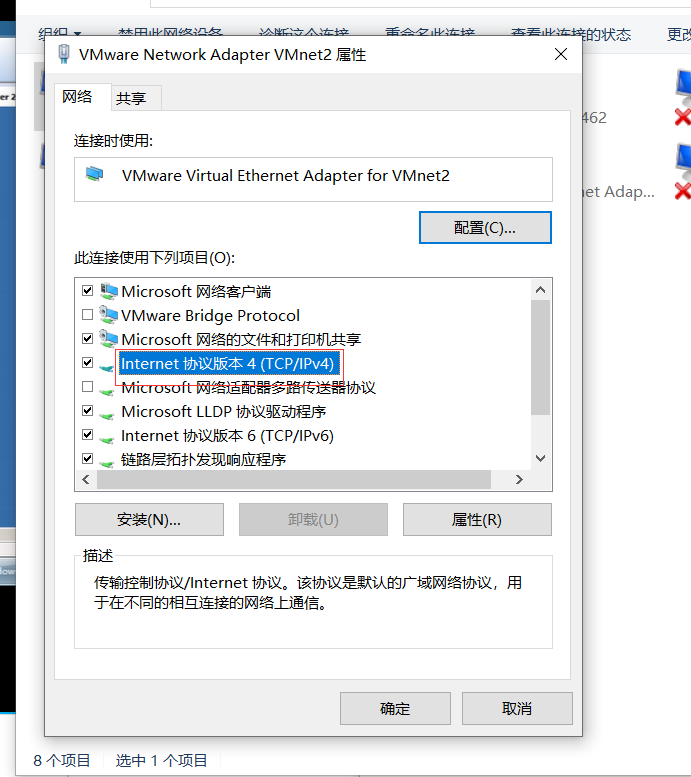 组织 禁用此网络设备 诊断这个连接 重命名此连接 查看此连接的状态 更改
VMware Network Adapter VMnet2 属性
网络 共享
462
net Adap...
连接时使用:
VMware Virtual Ethernet Adapter for VMnet2
配置(C)...
此连接使用下列项目(O):
Microsoft 网络客户端
VMware Bridge Protocol
Microsoft 网络的文件和打印机共享
Internet 协议版本 4 (TCP/IPv4)
Microsoft 网络适配器多路传送器协议
Microsoft LLDP 协议驱动程序
Internet 协议版本 6 (TCP/IPv6)
链路层拓扑发现响应程序
安装(N)... 卸载(U) 属性(R)
描述
传输控制协议/Internet 协议。该协议是默认的广域网络协议，用
于在不同的相互连接的网络上通信。
确定 取消
8 个项目 选中 1 个项目